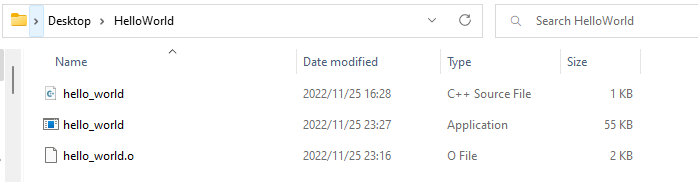 Desktop > HelloWorld
Search HelloWorld
Name Date modified Type Size
hello_world 2022/11/25 16:28 C++ Source File 1 KB
hello_world 2022/11/25 23:27 Application 55 KB
hello_world.o 2022/11/25 23:16 O File 2 KB